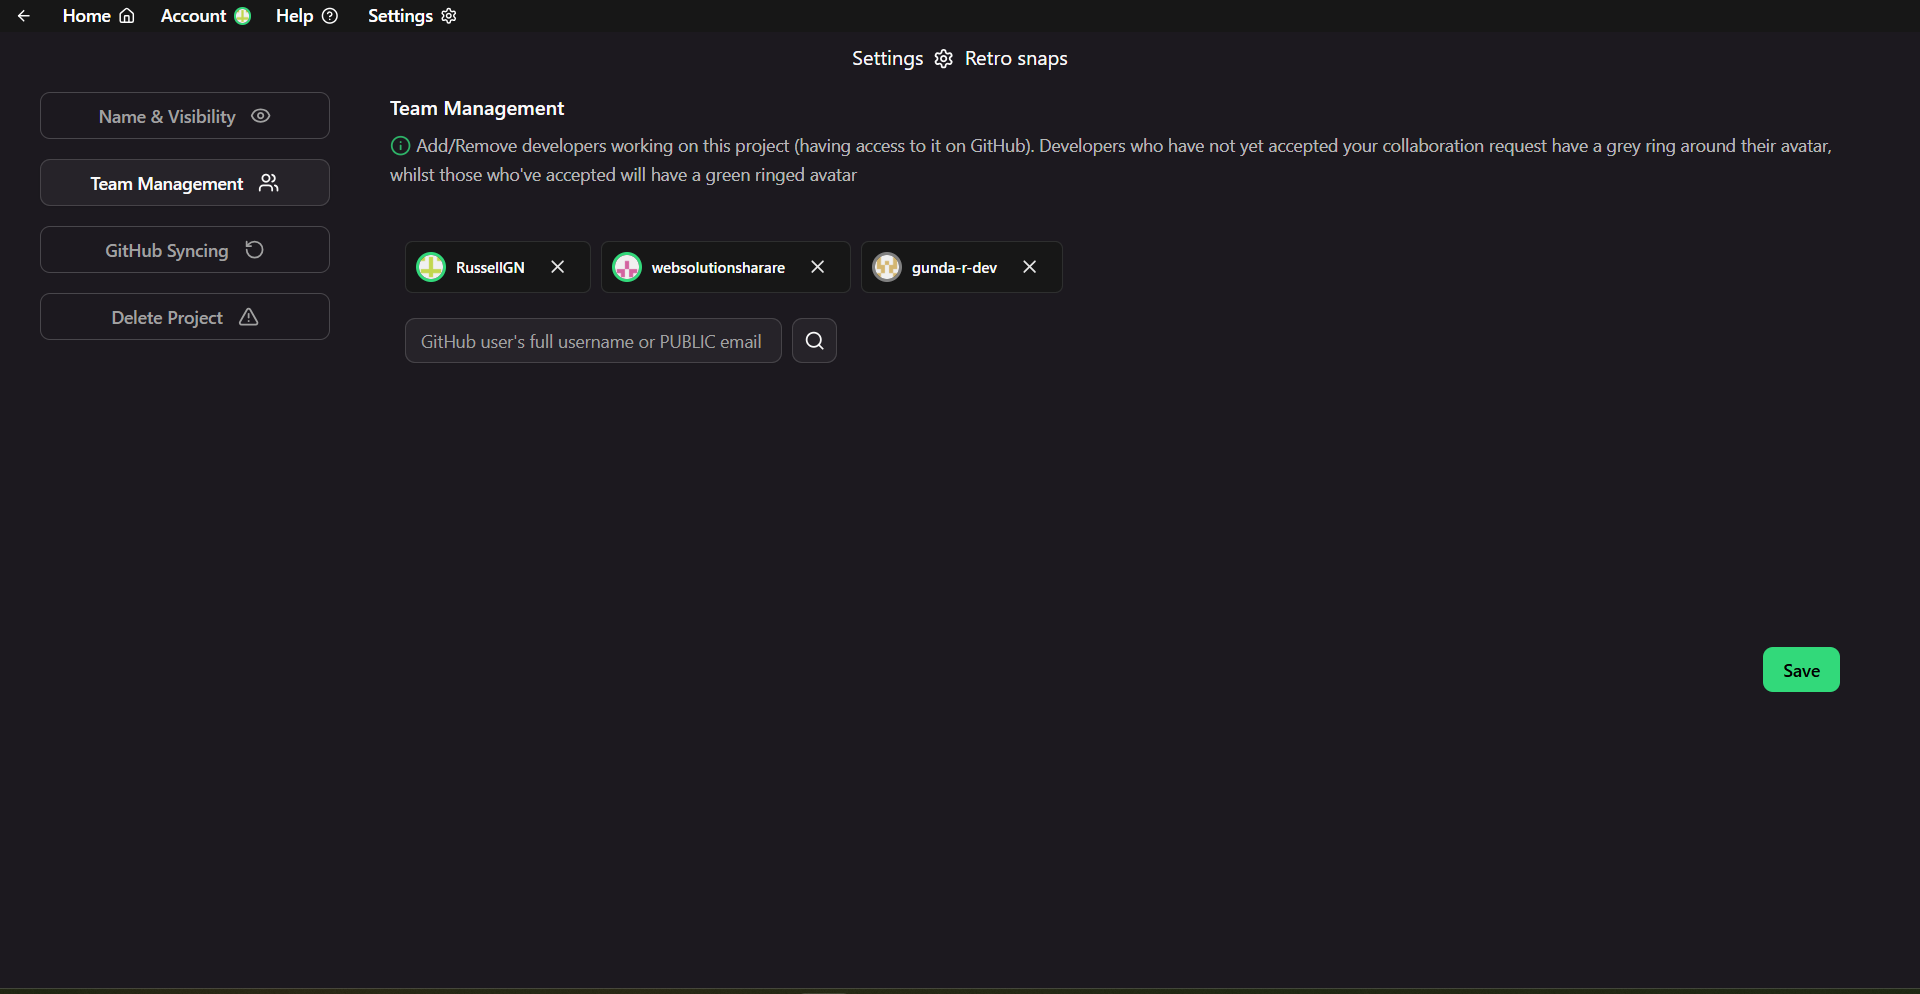 Home Account Help Settings
Settings Retro snaps
Name & Visibility
Team Management
GitHub Syncing
Delete Project
Team Management
Add/Remove developers working on this project (having access to it on GitHub). Developers who have not yet accepted your collaboration request have a grey ring around their avatar,
whilst those who've accepted will have a green ringed avatar
RussellGN websolutionsharare gunda-r-dev
GitHub user's full username or PUBLIC email
Save